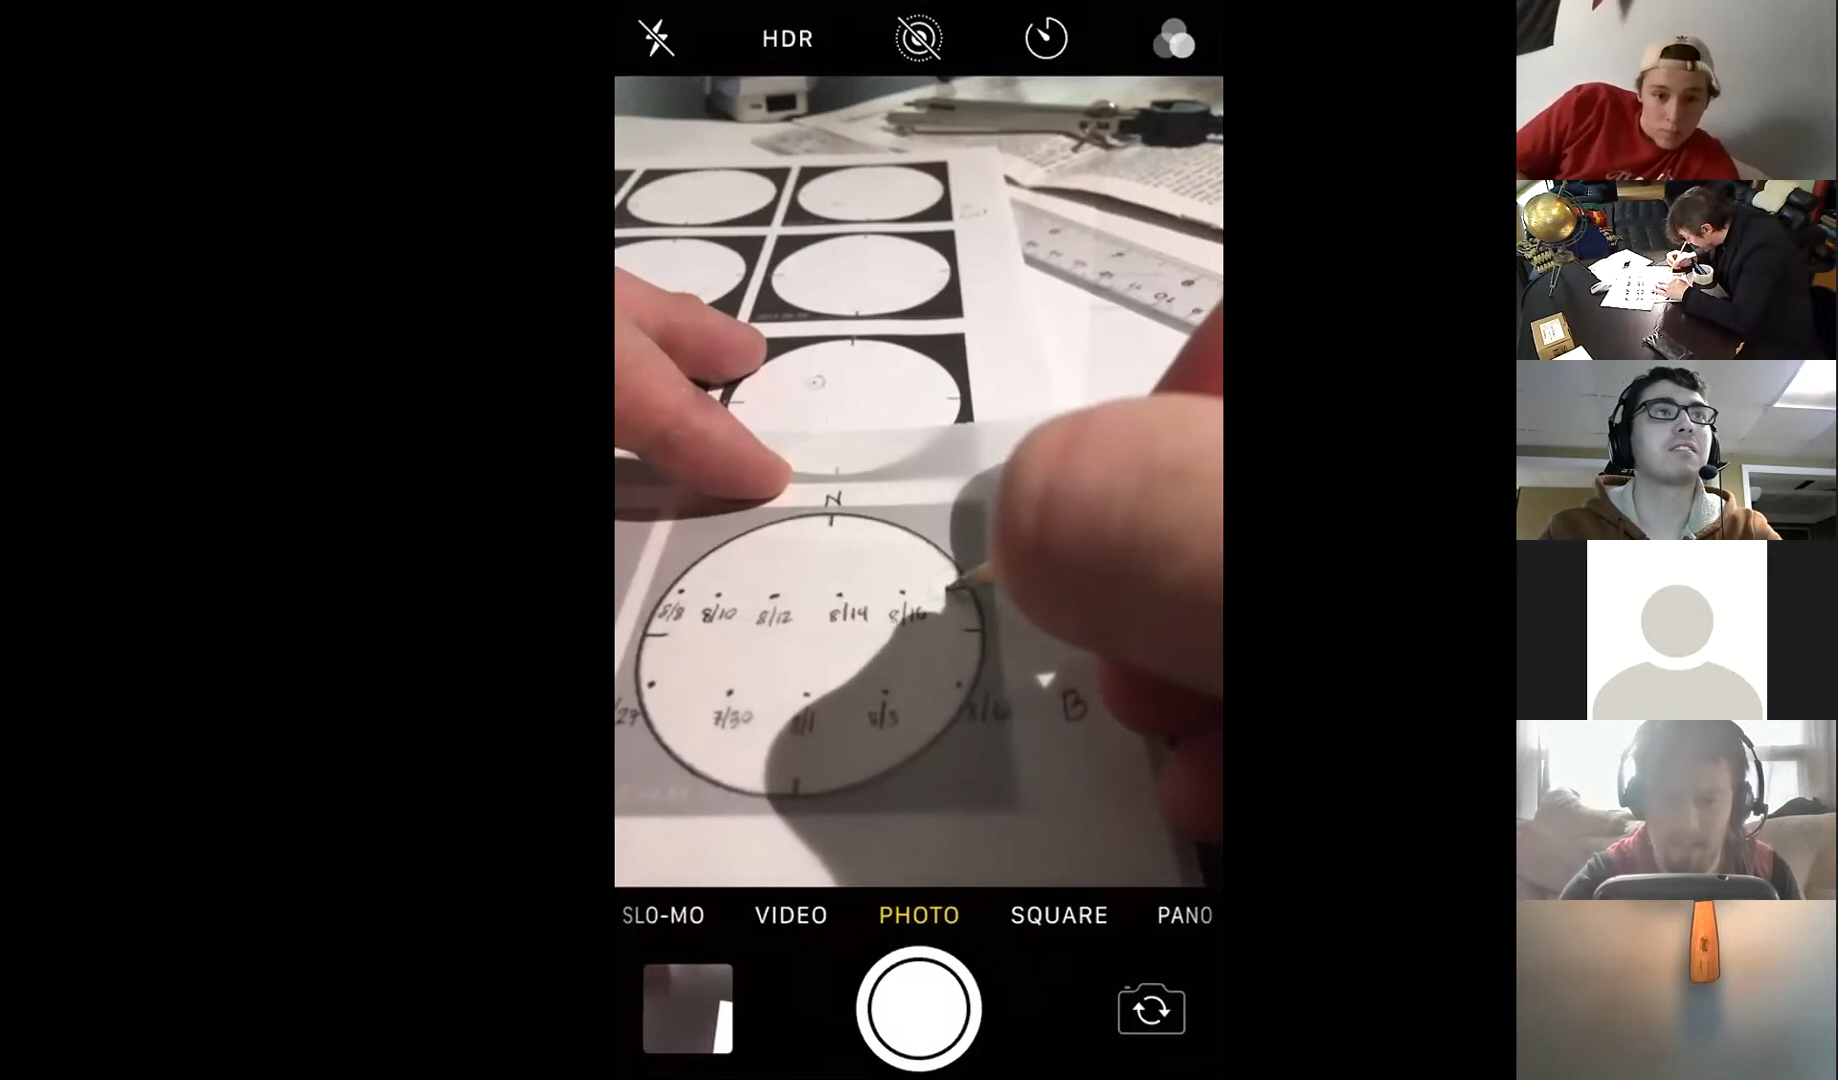 HDR
N
8/8 8/10 8/12 8/14 8/16
7/30 8/1 8/3
B
SLO-MO VIDEO PHOTO SQUARE PANO